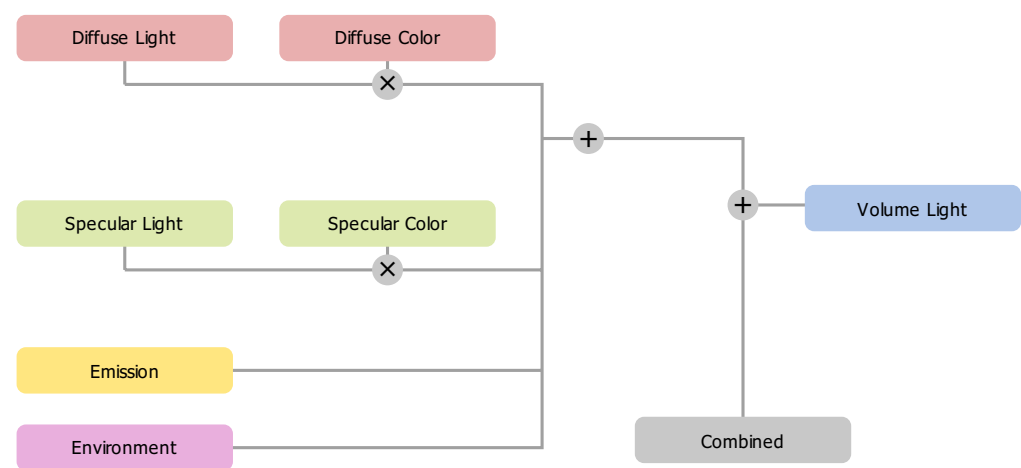 Diffuse Light
Diffuse Color
×
+
Specular Light
Specular Color
×
+
Volume Light
Emission
Environment
Combined